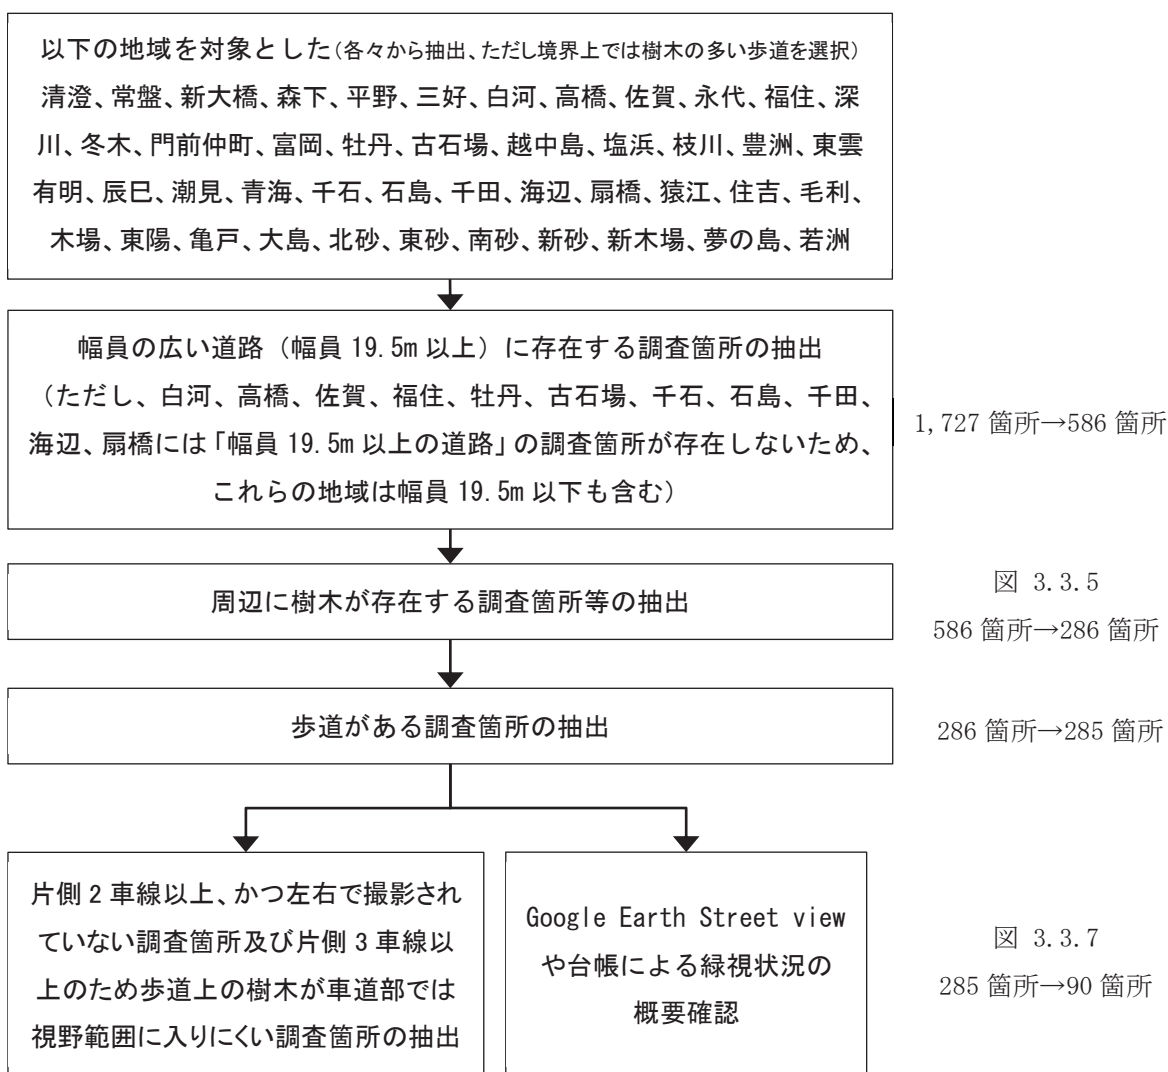 以下の地域を対象とした(各々から抽出、ただし境界上では樹木の多い歩道を選択)
清澄、常盤、新大橋、森下、平野、三好、白河、高橋、佐賀、永代、福住、深
川、冬木、門前仲町、富岡、牡丹、古石場、越中島、塩浜、枝川、豊洲、東雲
有明、辰巳、潮見、青海、千石、石島、千田、海辺、扇橋、猿江、住吉、毛利、
木場、東陽、亀戸、大島、北砂、東砂、南砂、新砂、新木場、夢の島、若洲
幅員の広い道路(幅員 19.5m 以上)に存在する調査箇所の抽出
(ただし、白河、高橋、佐賀、福住、牡丹、古石場、千石、石島、千田、
海辺、扇橋には「幅員 19.5m 以上の道路」の調査箇所が存在しないため、
これらの地域は幅員 19.5m 以下も含む)
1,727 箇所→586 箇所
周辺に樹木が存在する調査箇所等の抽出
図 3.3.5
586 箇所→286 箇所
歩道がある調査箇所の抽出
286 箇所→285 箇所
片側 2 車線以上、かつ左右で撮影され
ていない調査箇所及び片側 3 車線以
上のため歩道上の樹木が車道部では
視野範囲に入りにくい調査箇所の抽出
Google Earth Street view
や台帳による緑視状況の
概要確認
図 3.3.7
285 箇所→90 箇所